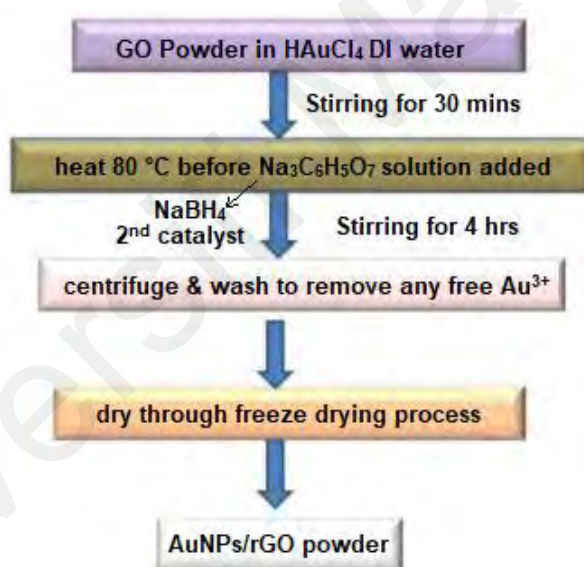 GO Powder in HAuCl₄ DI water
Stirring for 30 mins
heat 80 °C before Na₃C₆H₅O₇ solution added
NaBH₄
2ⁿᵈ catalyst
Stirring for 4 hrs
centrifuge & wash to remove any free Au³⁺
dry through freeze drying process
AuNPs/rGO powder